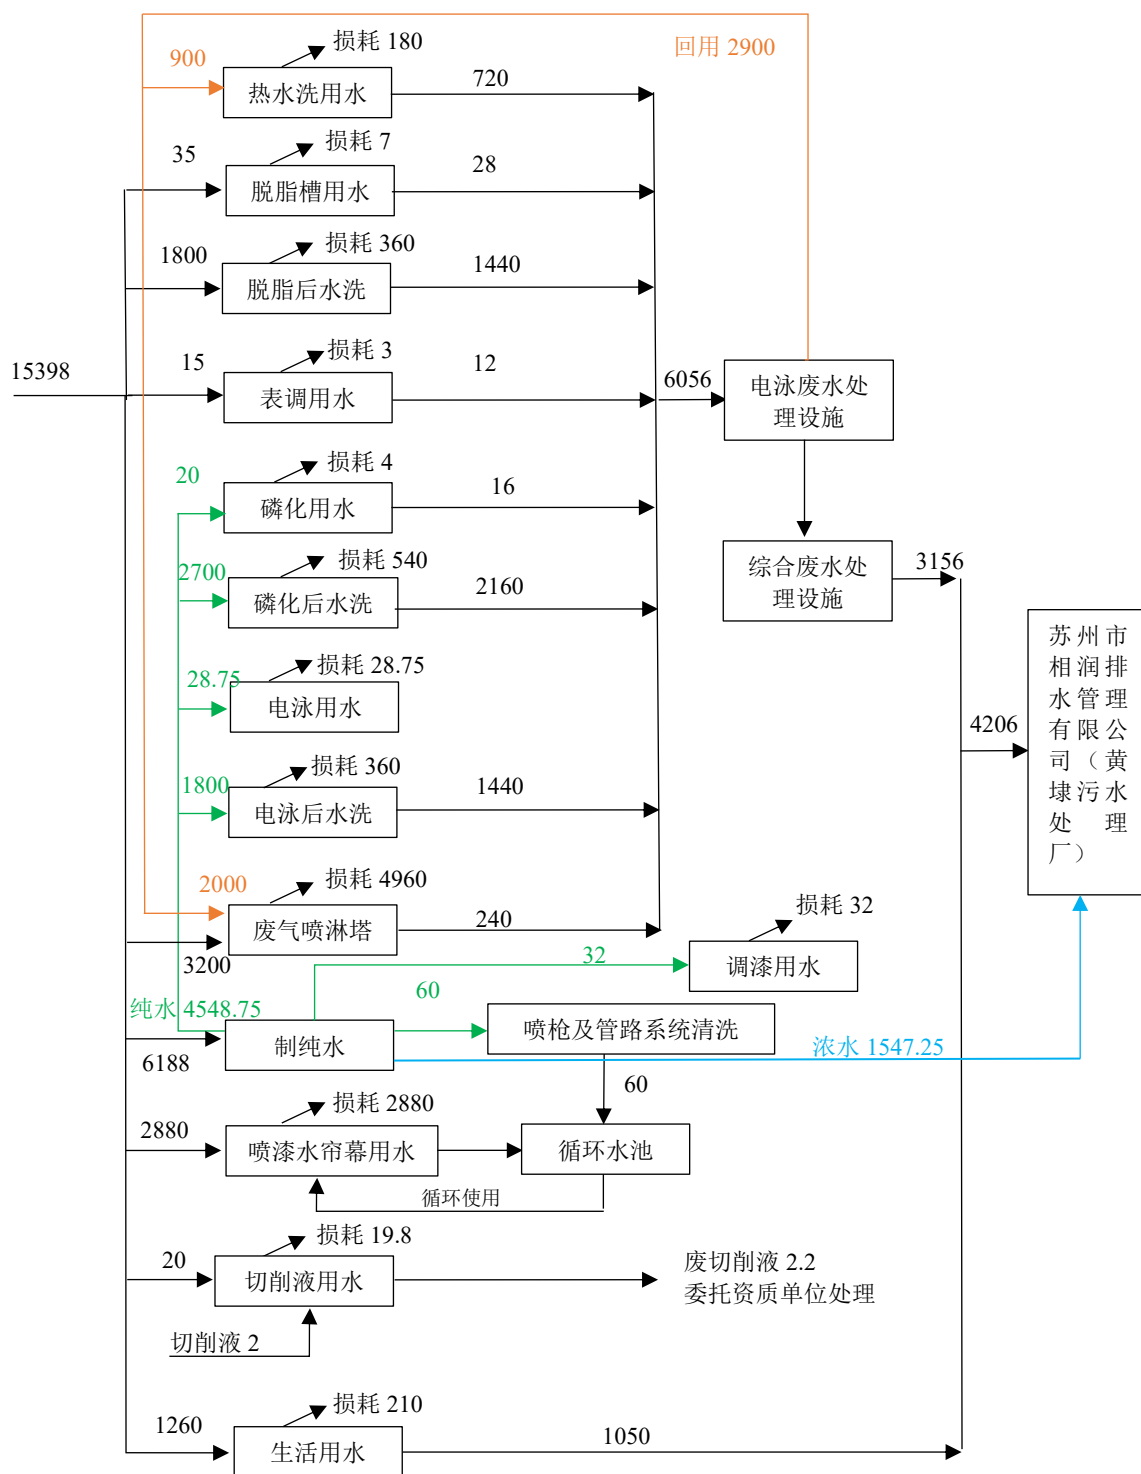 损耗 180
回用 2900
900
热水洗用水
720
损耗 7
35
脱脂槽用水
28
损耗 360
1800
脱脂后水洗
1440
损耗 3
15398
15
表调用水
12
6056
电泳废水处
理设施
损耗 4
20
磷化用水
16
损耗 540
2700
磷化后水洗
2160
综合废水处
理设施
3156
苏州市
相润排
水管理
有限公
司（黄
埭污水
处理
厂）
损耗 28.75
28.75
电泳用水
4206
损耗 360
1800
电泳后水洗
1440
损耗 4960
2000
废气喷淋塔
240
3200
损耗 32
32
调漆用水
纯水 4548.75
60
制纯水
喷枪及管路系统清洗
浓水 1547.25
6188
60
损耗 2880
2880
喷漆水帘幕用水
循环水池
循环使用
损耗 19.8
20
切削液用水
废切削液 2.2
委托资质单位处理
切削液 2
损耗 210
1260
生活用水
1050